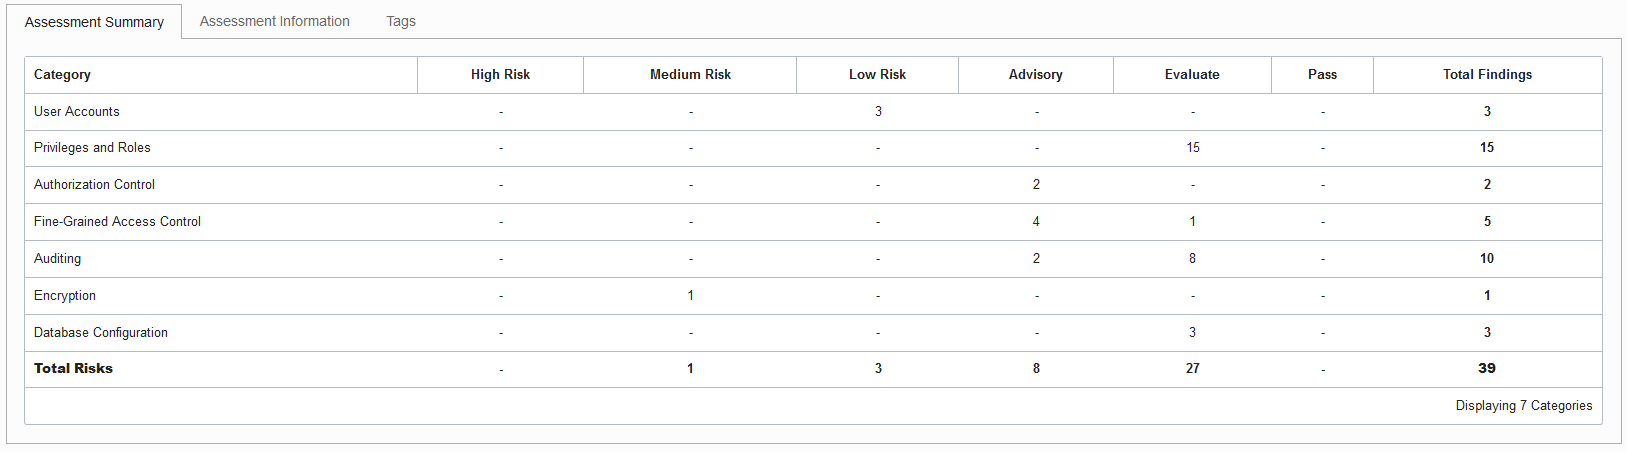 Assessment Summary Assessment Information Tags
Category High Risk Medium Risk Low Risk Advisory Evaluate Pass Total Findings
User Accounts - - 3 - - - 3
Privileges and Roles - - - - 15 - 15
Authorization Control - - - 2 - - 2
Fine-Grained Access Control - - - 4 1 - 5
Auditing - - - 2 8 - 10
Encryption - 1 - - - - 1
Database Configuration - - - - 3 - 3
Total Risks - 1 3 8 27 - 39
Displaying 7 Categories